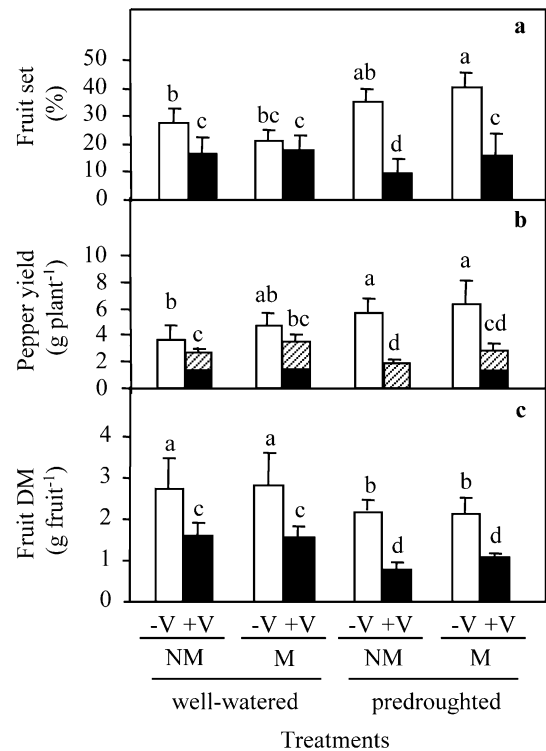 a
Fruit set
(%)
50
40
30
20
10
0
b
c
bc
c
ab
d
a
c
b
Pepper yield
(g plant-1)
10
8
6
4
2
0
b
c
ab
bc
a
d
a
cd
c
Fruit DM
(g fruit-1)
4
3
2
1
0
a
c
a
c
b
d
b
d
-V +V -V +V -V +V -V +V
NM M NM M
well-watered predroughted
Treatments